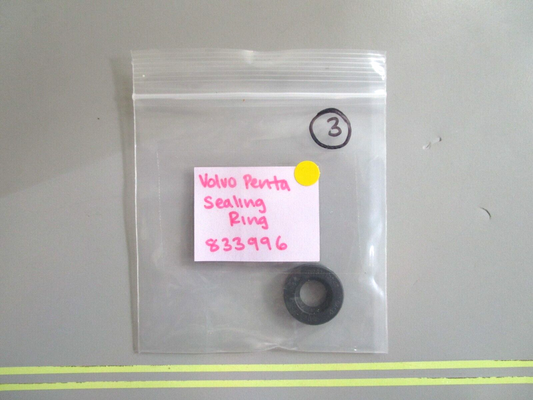 3
Volvo Penta
Sealing
Ring
833996